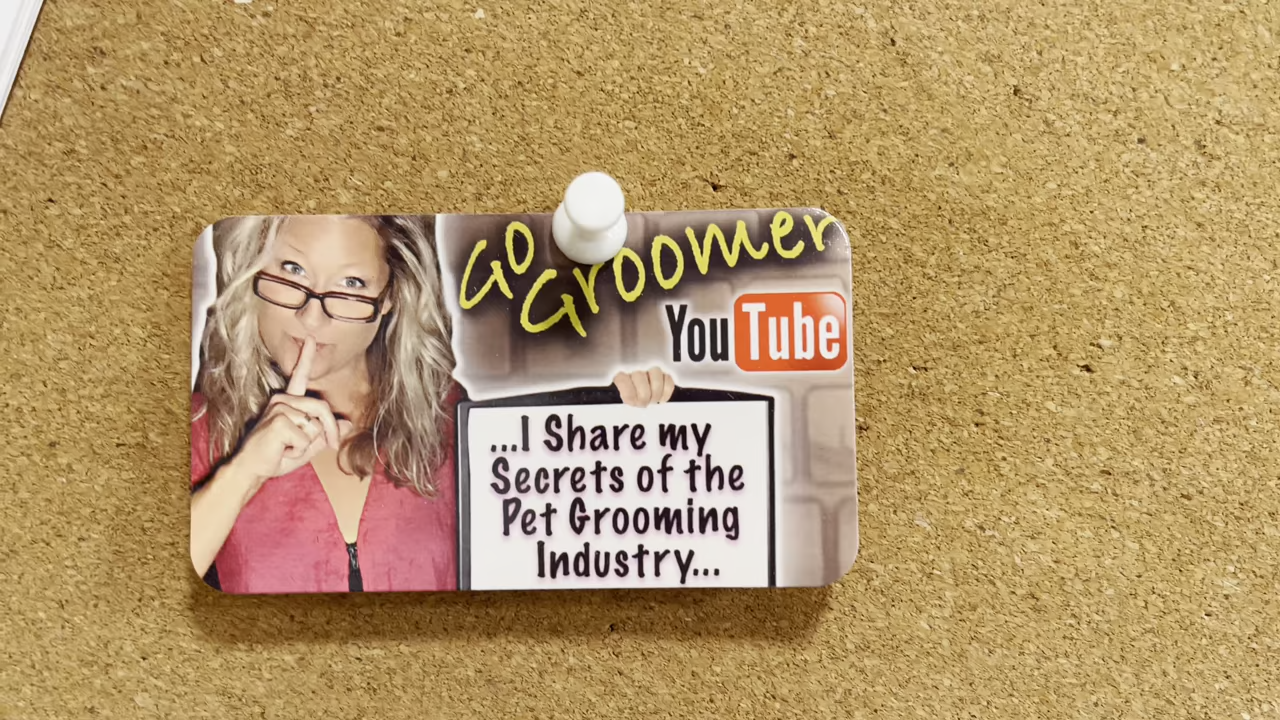 Go
Groomer
YouTube
...I Share my
Secrets of the
Pet Grooming
Industry...